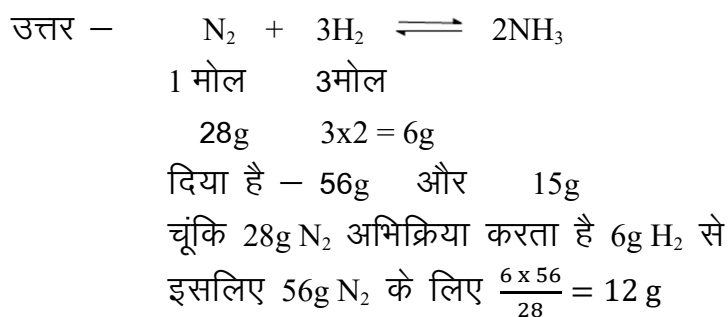 उत्तर – N₂ + 3H₂ ⇌ 2NH₃
1 मोल 3मोल
28g 3x2 = 6g
दिया है – 56g और 15g
चूंकि 28g N₂ अभिक्रिया करता है 6g H₂ से
इसलिए 56g N₂ के लिए \frac{6 x 56}{28} = 12 g